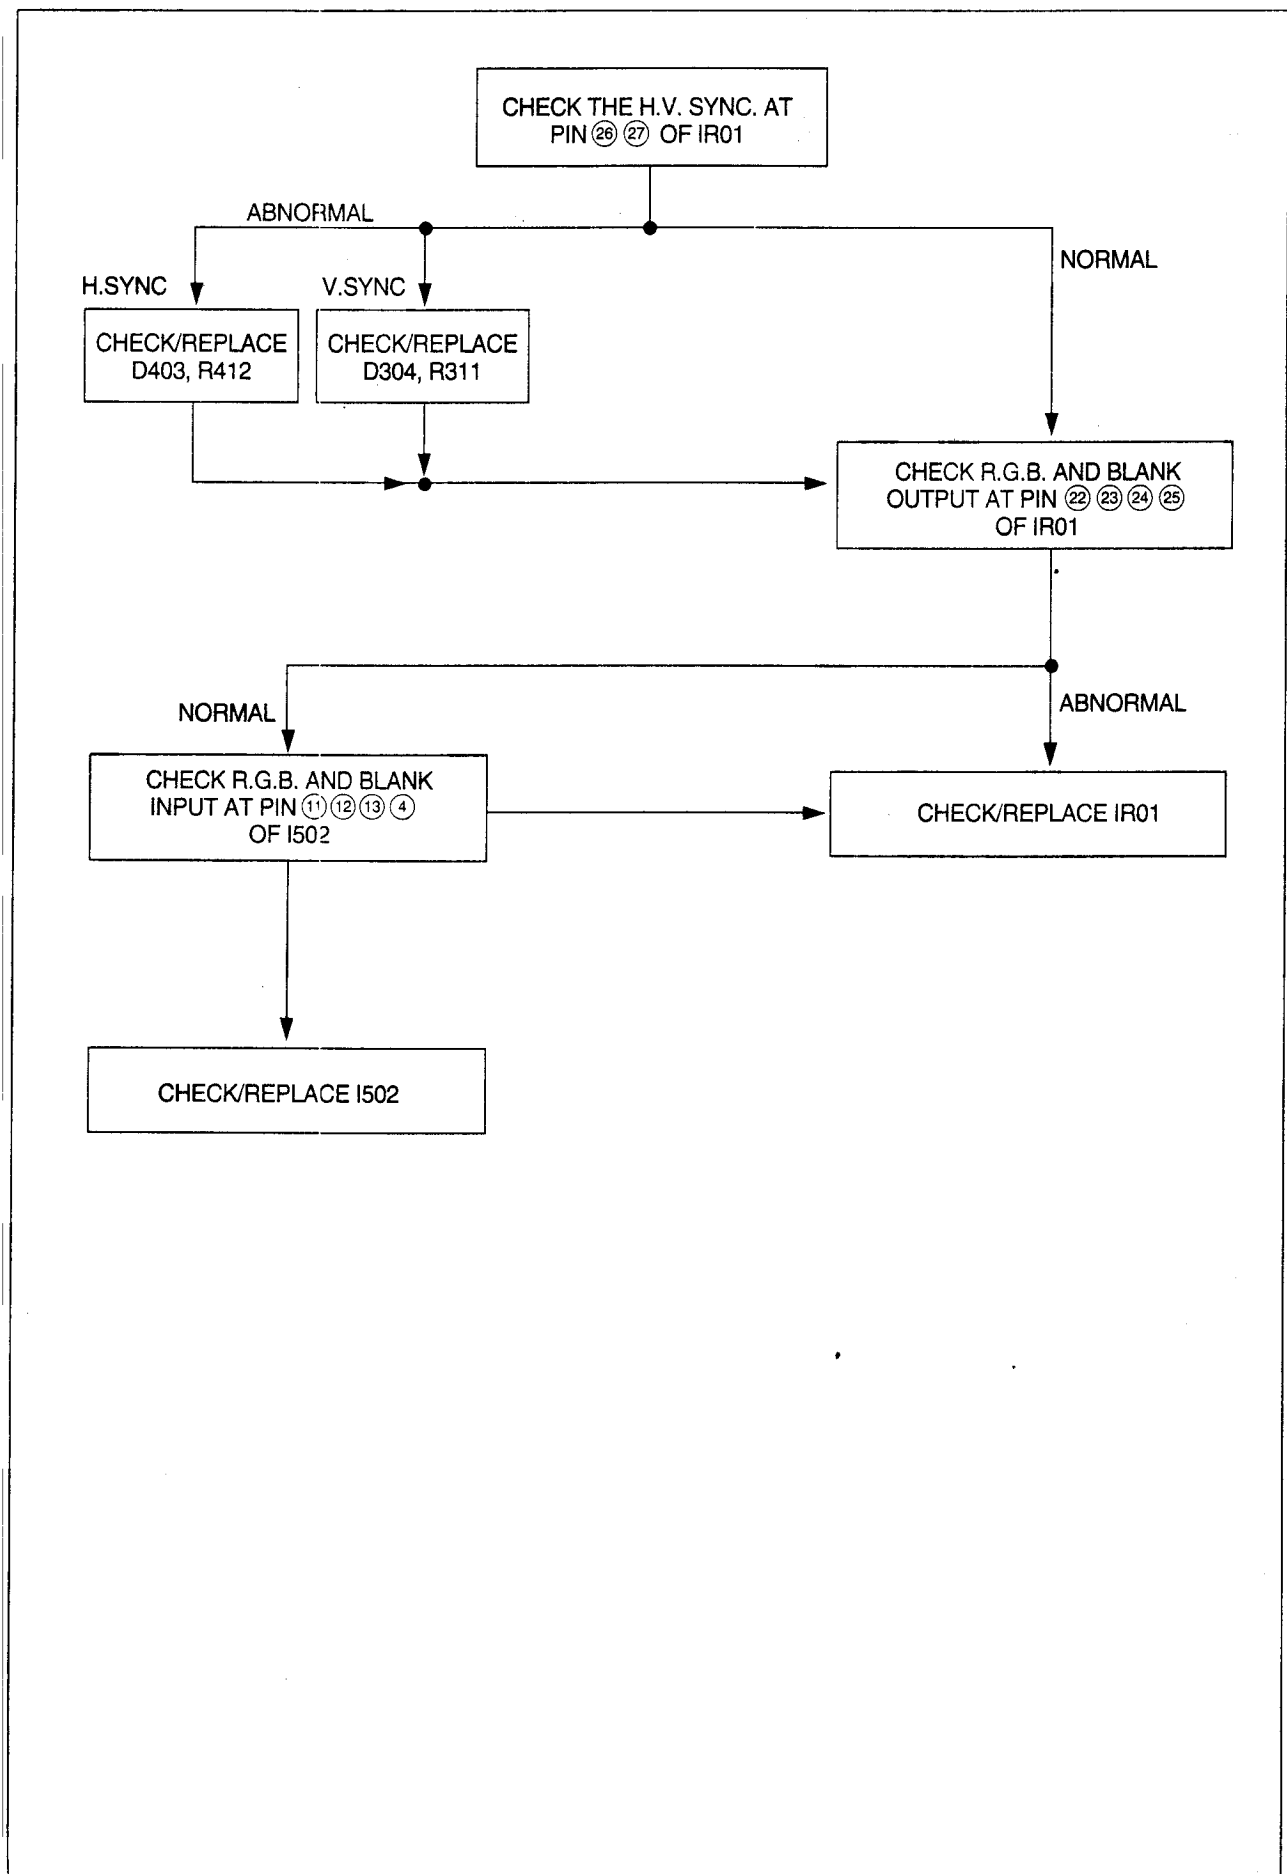 CHECK THE H.V. SYNC. AT
PIN 26 27 OF IR01
ABNORMAL
NORMAL
H.SYNC
V.SYNC
CHECK/REPLACE
D403, R412
CHECK/REPLACE
D304, R311
CHECK R.G.B. AND BLANK
OUTPUT AT PIN 22 23 24 25
OF IR01
NORMAL
ABNORMAL
CHECK R.G.B. AND BLANK
INPUT AT PIN 11 12 13 4
OF I502
CHECK/REPLACE IR01
CHECK/REPLACE I502